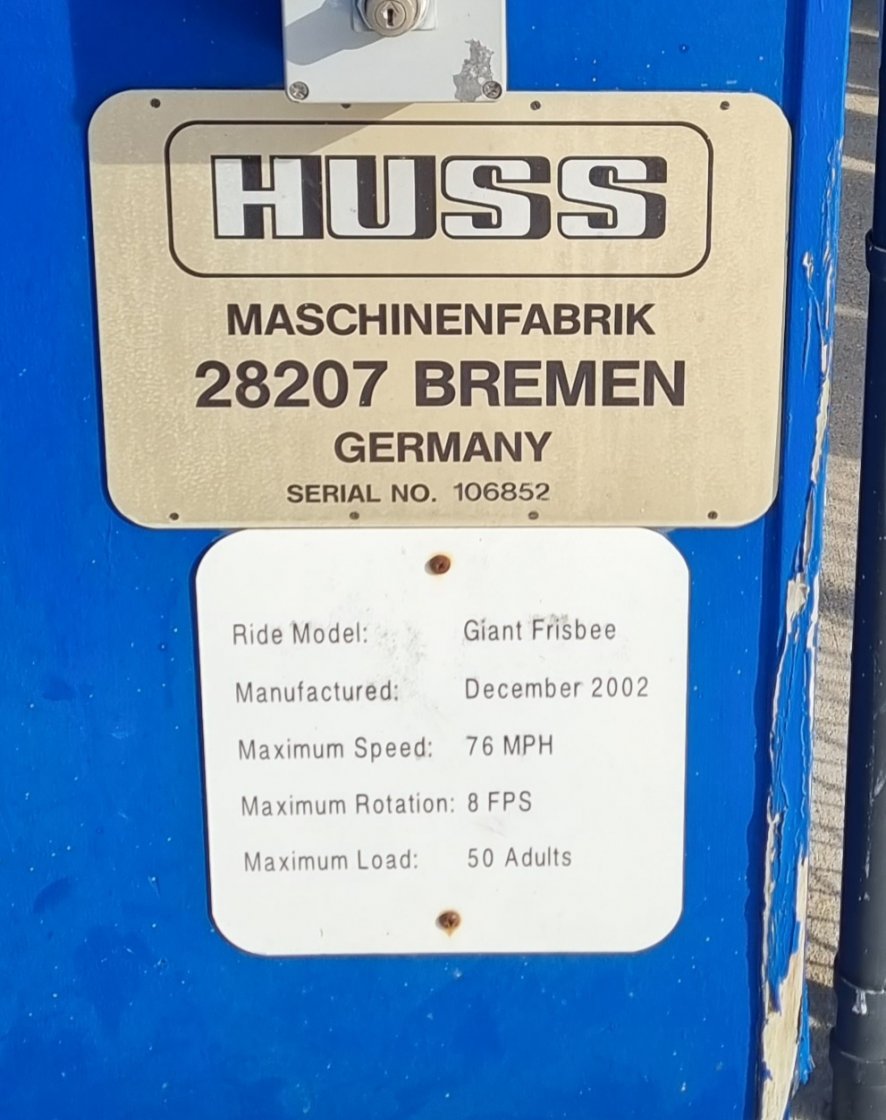 HUSS
MASCHINENFABRIK
28207 BREMEN
GERMANY
SERIAL NO. 106852
Ride Model: Giant Frisbee
Manufactured: December 2002
Maximum Speed: 76 MPH
Maximum Rotation: 8 FPS
Maximum Load: 50 Adults